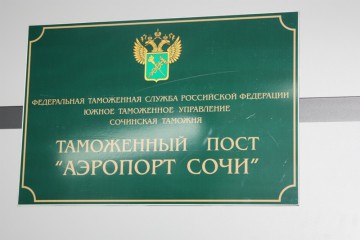 ФЕДЕРАЛЬНАЯ ТАМОЖЕННАЯ СЛУЖБА РОССИЙСКОЙ ФЕДЕРАЦИИ
ЮЖНОЕ ТАМОЖЕННОЕ УПРАВЛЕНИЕ
СОЧИНСКАЯ ТАМОЖНЯ
ТАМОЖЕННЫЙ ПОСТ
"АЭРОПОРТ СОЧИ"